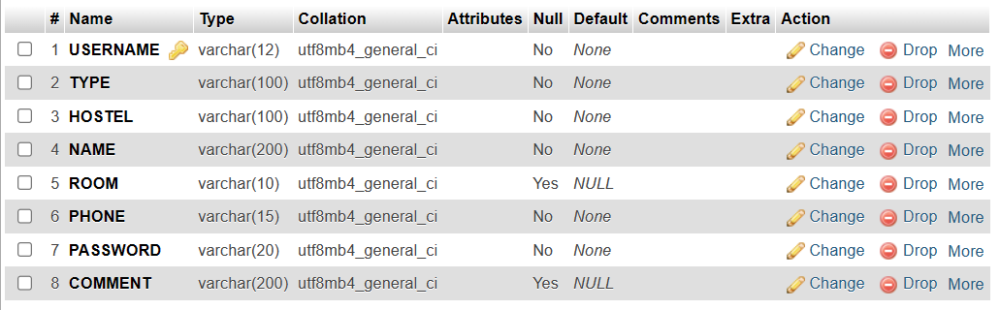 # Name Type Collation Attributes Null Default Comments Extra Action
1 USERNAME varchar(12) utf8mb4_general_ci No None Change Drop More
2 TYPE varchar(100) utf8mb4_general_ci No None Change Drop More
3 HOSTEL varchar(100) utf8mb4_general_ci No None Change Drop More
4 NAME varchar(200) utf8mb4_general_ci No None Change Drop More
5 ROOM varchar(10) utf8mb4_general_ci Yes NULL Change Drop More
6 PHONE varchar(15) utf8mb4_general_ci No None Change Drop More
7 PASSWORD varchar(20) utf8mb4_general_ci No None Change Drop More
8 COMMENT varchar(200) utf8mb4_general_ci Yes NULL Change Drop More